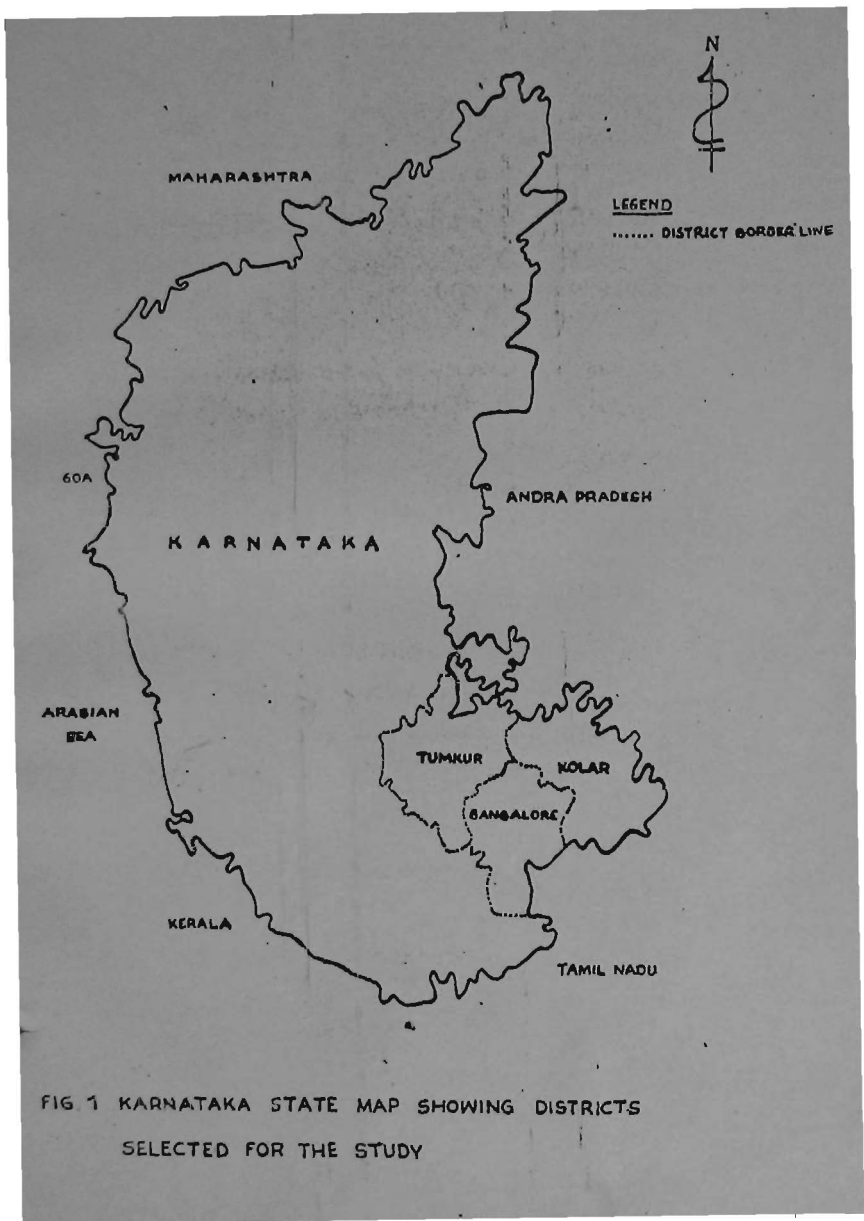 N
MAHARASHTRA
LEGEND
....... DISTRICT BORDER LINE
GOA
ANDRA PRADESH
KARNATAKA
ARABIAN
SEA
TUMKUR
KOLAR
BANGALORE
KERALA
TAMIL NADU
FIG 1 KARNATAKA STATE MAP SHOWING DISTRICTS
SELECTED FOR THE STUDY